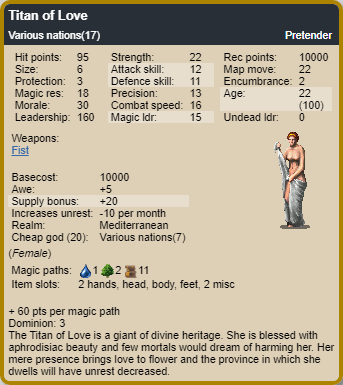 Titan of Love
Various nations(17) Pretender
Hit points: 95 Strength: 22 Rec points: 10000
Size: 6 Attack skill: 12 Map move: 22
Protection: 3 Defence skill: 11 Encumbrance: 2
Magic res: 18 Precision: 13 Age: 22
Morale: 30 Combat speed: 16 (100)
Leadership: 160 Magic ldr: 15 Undead ldr: 0
Weapons:
Fist
Basecost: 10000
Awe: +5
Supply bonus: +20
Increases unrest: -10 per month
Realm: Mediterranean
Cheap god (20): Various nations(7)
(Female)
Magic paths: 1 2 11
Item slots: 2 hands, head, body, feet, 2 misc
+ 60 pts per magic path
Dominion: 3
The Titan of Love is a giant of divine heritage. She is blessed with
aphrodisiac beauty and few mortals would dream of harming her. Her
mere presence brings love to flower and the province in which she
dwells will have unrest decreased.